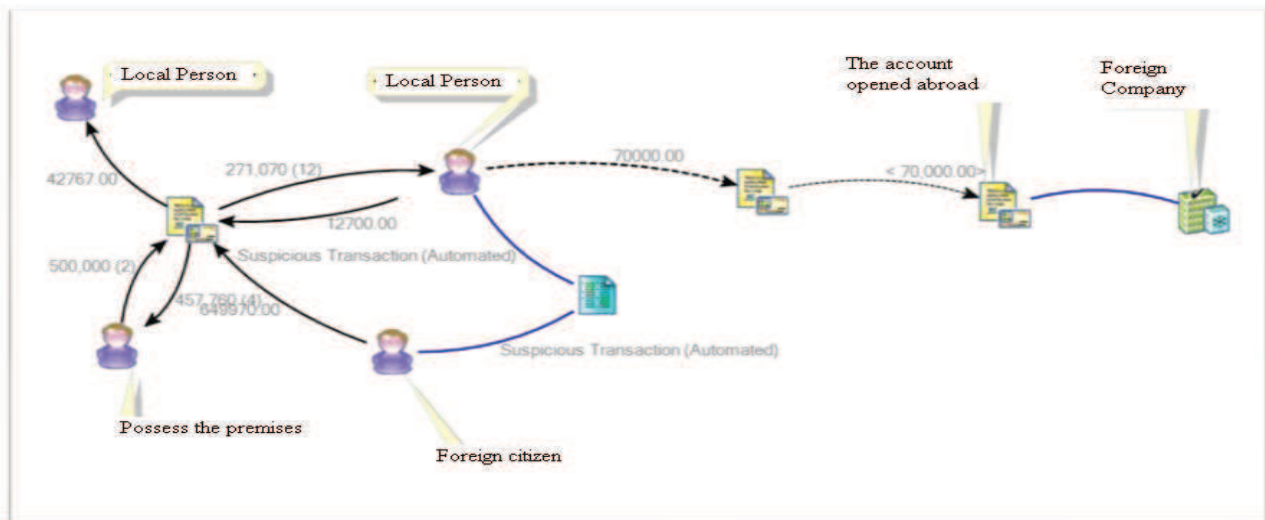 Local Person
Local Person
The account
opened abroad
Foreign
Company
42767.00
271,070 (12)
70000.00
< 70,000.00>
12700.00
Suspicious Transaction (Automated)
500,000 (2)
457,760 (4)
649970.00
Suspicious Transaction (Automated)
Possess the premises
Foreign citizen